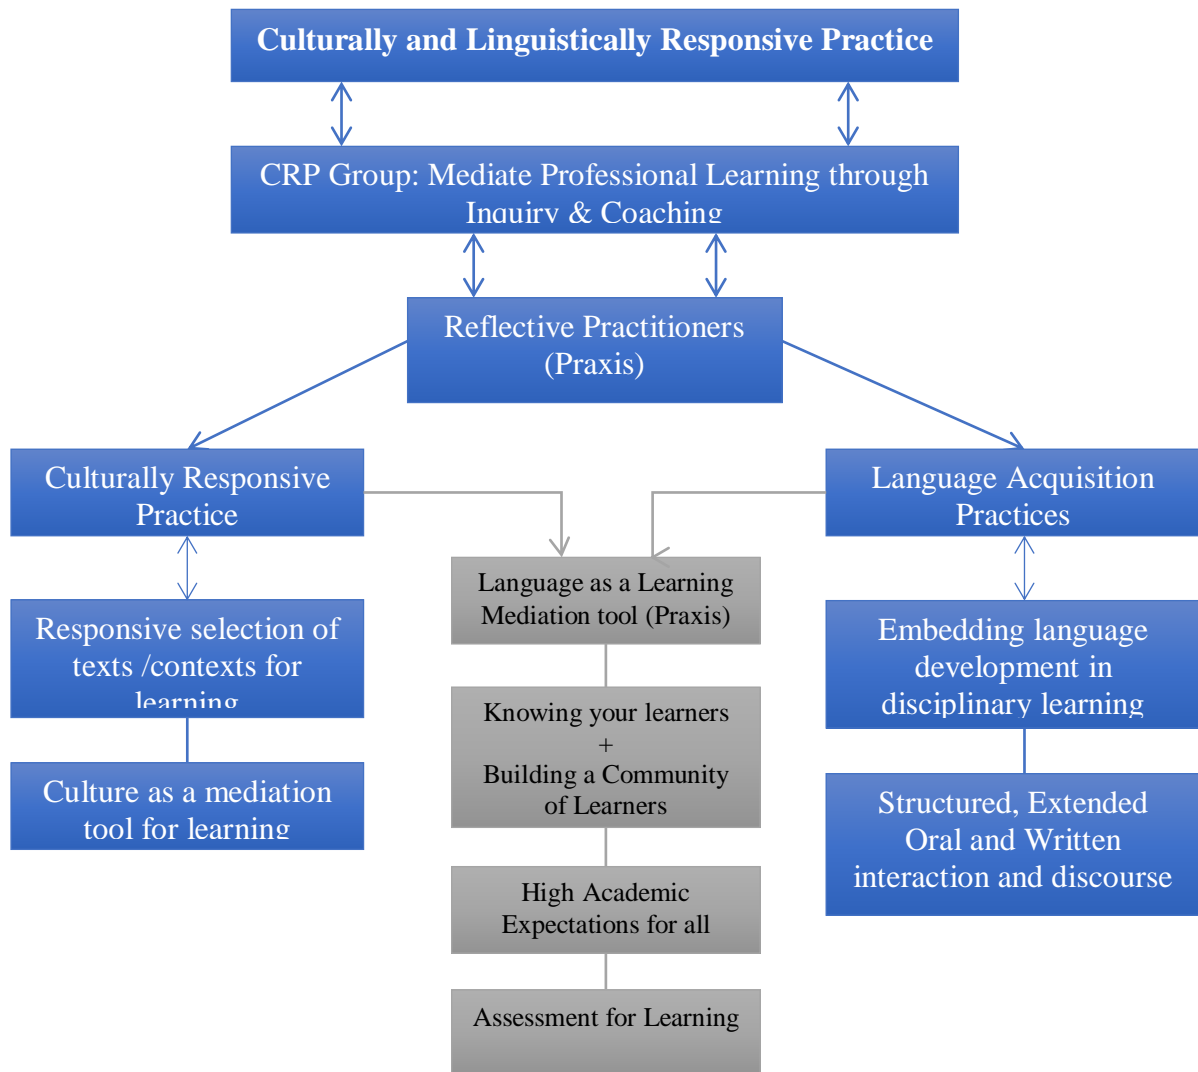 Culturally and Linguistically Responsive Practice
CRP Group: Mediate Professional Learning through
Inquiry & Coaching
Reflective Practitioners
(Praxis)
Culturally Responsive
Practice
Language Acquisition
Practices
Language as a Learning
Mediation tool (Praxis)
Responsive selection of
texts /contexts for
learning
Embedding language
development in
disciplinary learning
Knowing your learners
+
Building a Community
of Learners
Culture as a mediation
tool for learning
Structured, Extended
Oral and Written
interaction and discourse
High Academic
Expectations for all
Assessment for Learning